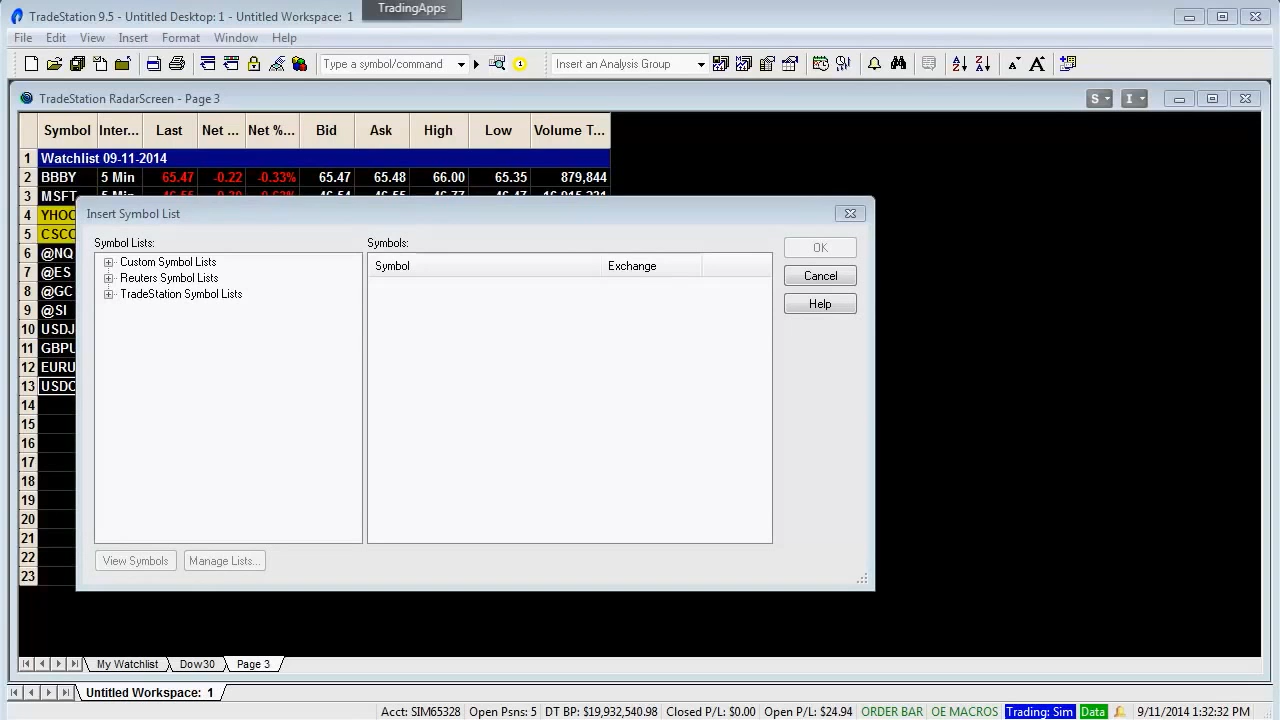 TradeStation 9.5 - Untitled Desktop: 1 - Untitled Workspace: 1
TradingApps
File Edit View Insert Format Window Help
Type a symbol/command
Insert an Analysis Group
TradeStation RadarScreen - Page 3
S I
Symbol Inter... Last Net ... Net %... Bid Ask High Low Volume T...
1 Watchlist 09-11-2014
2 BBBY 5 Min 65.47 -0.22 -0.33% 65.47 65.48 66.00 65.35 879,844
3 MSFT 5 Min
4 YHOO
5 CSCO
6 @NQ
7 @ES
8 @GC
9 @SI
10 USDJ
11 GBPU
12 EURU
13 USDC
14
15
16
17
18
19
20
21
22
23
Insert Symbol List
Symbol Lists:
Custom Symbol Lists
Reuters Symbol Lists
TradeStation Symbol Lists
Symbols:
Symbol Exchange
OK
Cancel
Help
View Symbols Manage Lists...
My Watchlist Dow30 Page 3
Untitled Workspace: 1
Acct: SIM65328 Open Psns: 5 DT BP: $19,932,540.98 Closed P/L: $0.00 Open P/L: $24.94 ORDER BAR OE MACROS Trading: Sim Data 9/11/2014 1:32:32 PM